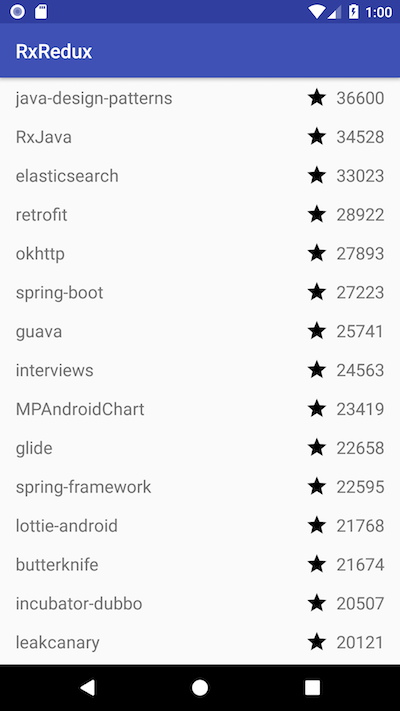 1:00
RxRedux
java-design-patterns 36600
RxJava 34528
elasticsearch 33023
retrofit 28922
okhttp 27893
spring-boot 27223
guava 25741
interviews 24563
MPAndroidChart 23419
glide 22658
spring-framework 22595
lottie-android 21768
butterknife 21674
incubator-dubbo 20507
leakcanary 20121